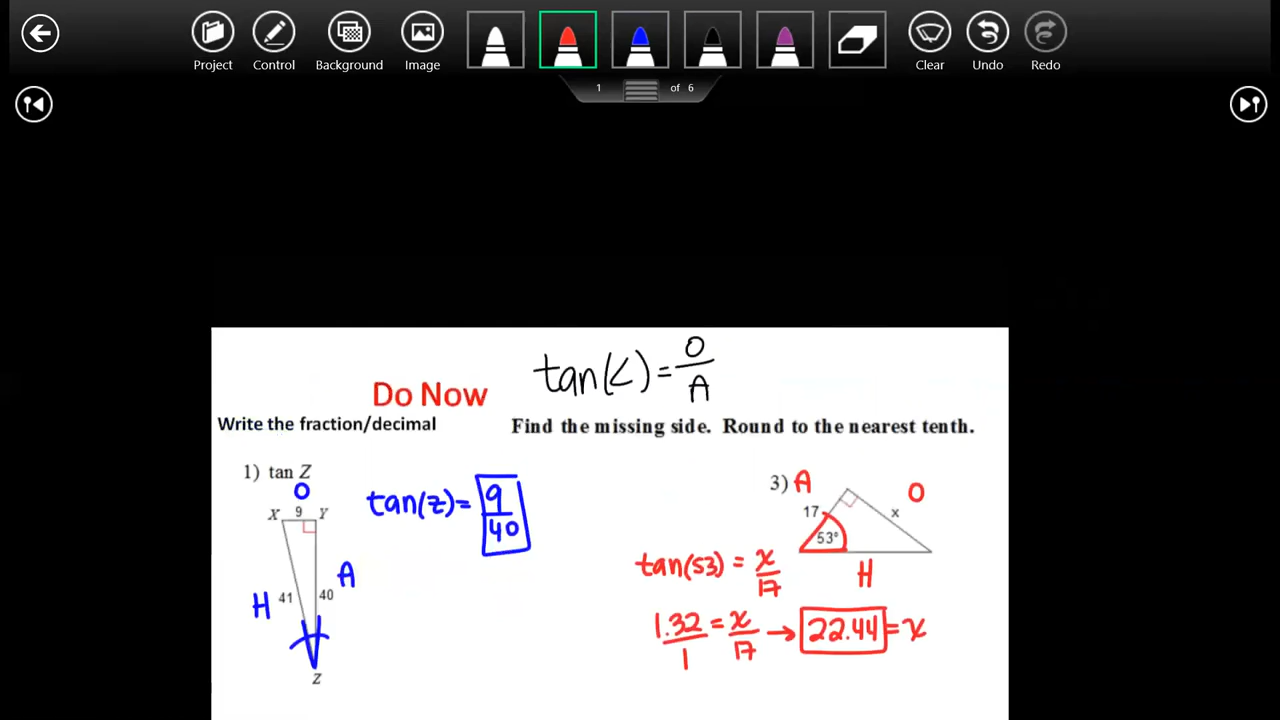 Project Control Background Image Clear Undo Redo
1 of 6
tan(<) = O/A
Do Now
Write the fraction/decimal
Find the missing side. Round to the nearest tenth.
1) tan Z
O
X 9 Y
tan(z) = 9/40
H 41 40 A
Z
3) A
O
17 x
53°
H
tan(53) = x/17
1.32/1 = x/17 → 22.44 = x